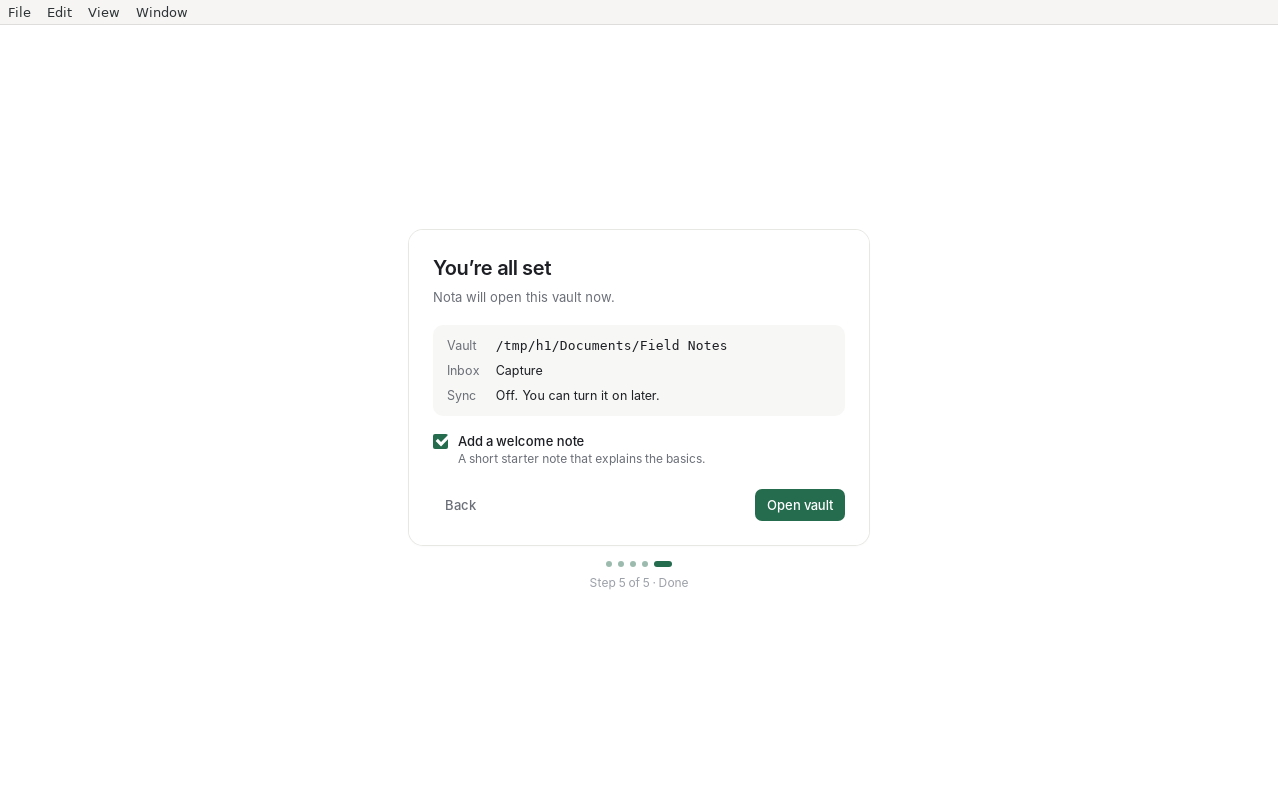 File Edit View Window
You’re all set
Nota will open this vault now.
Vault /tmp/h1/Documents/Field Notes
Inbox Capture
Sync Off. You can turn it on later.
Add a welcome note
A short starter note that explains the basics.
Back Open vault
Step 5 of 5 · Done